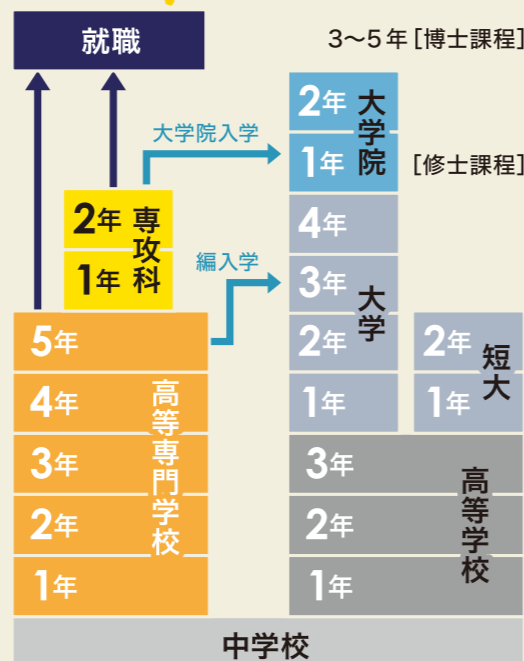 就職
3〜5年[博士課程]
2年
1年
大学院
[修士課程]
大学院入学
2年
1年
専攻科
編入学
4年
3年
2年
1年
大学
2年
1年
短大
5年
4年
3年
2年
1年
高等専門学校
3年
2年
1年
高等学校
中学校